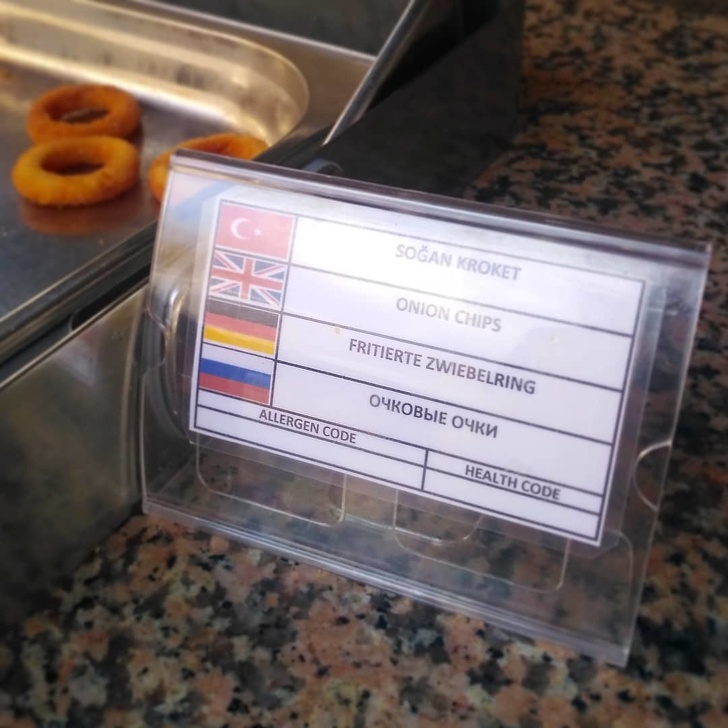 SOĞAN KROKET
ONION CHIPS
FRITIERTE ZWIEBELRING
ОЧКОВЫЕ ОЧКИ
ALLERGEN CODE
HEALTH CODE